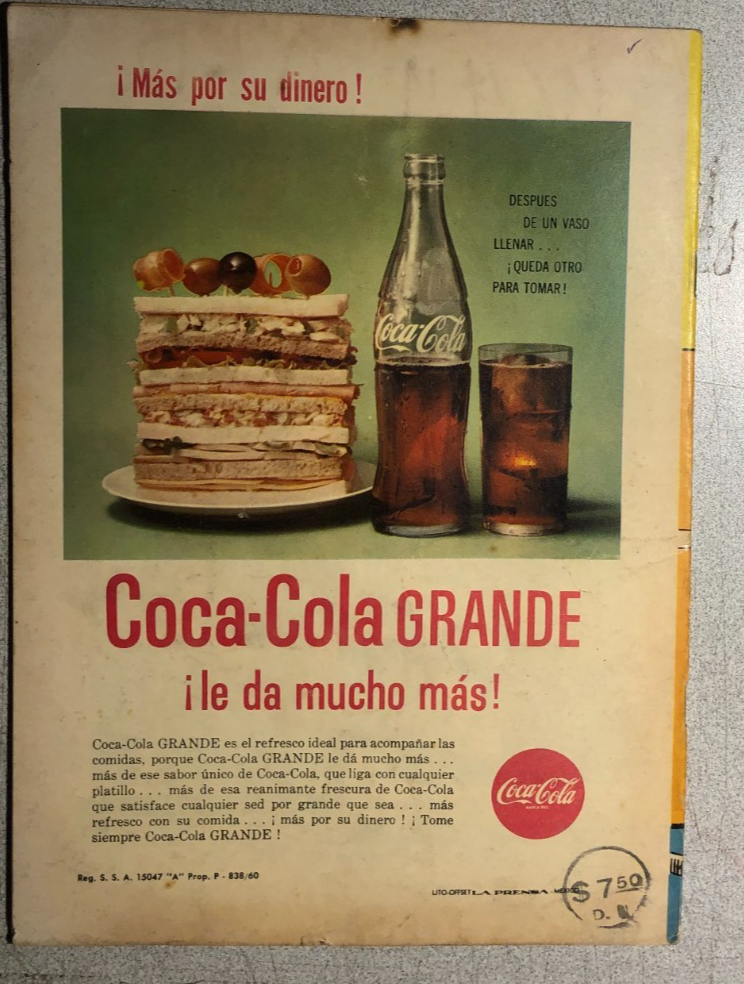 ¡Más por su dinero!
DESPUES
DE UN VASO
LLENAR . . .
¡QUEDA OTRO
PARA TOMAR!
Coca-Cola
Coca-Cola GRANDE
¡le da mucho más!
Coca-Cola GRANDE es el refresco ideal para acompañar las
comidas, porque Coca-Cola GRANDE le dá mucho más . . .
más de ese sabor único de Coca-Cola, que liga con cualquier
platillo . . . más de esa reanimante frescura de Coca-Cola
que satisface cualquier sed por grande que sea . . . más
refresco con su comida . . . ¡ más por su dinero ! ¡ Tome
siempre Coca-Cola GRANDE !
Coca-Cola
MARCA REG.
Reg. S. S. A. 15047 "A" Prop. P - 838/60
LITO-OFFSET LA PRENSA MEXICO
$ 7 50
D.